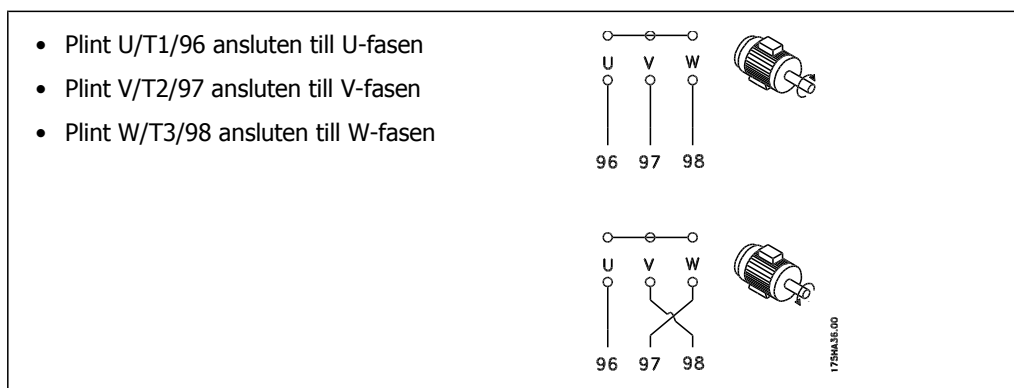 • Plint U/T1/96 ansluten till U-fasen
• Plint V/T2/97 ansluten till V-fasen
• Plint W/T3/98 ansluten till W-fasen
U V W
96 97 98
U V W
96 97 98
175HA36.00